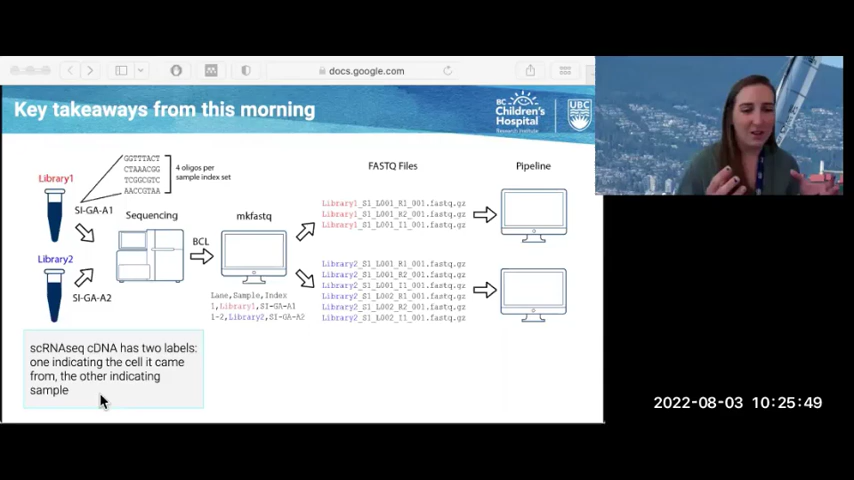 docs.google.com
Key takeaways from this morning
BC
Children's
Hospital
Research Institute
UBC
Library1
GGTTTACT
CTAAACGG
TCGGCGTC
AACCGTAA
4 oligos per
sample index set
SI-GA-A1
Library2
SI-GA-A2
Sequencing
BCL
mkfastq
Lane,Sample,Index
1,Library1,SI-GA-A1
1-2,Library2,SI-GA-A2
FASTQ Files
Library1_S1_L001_R1_001.fastq.gz
Library1_S1_L001_R2_001.fastq.gz
Library1_S1_L001_I1_001.fastq.gz
Library2_S1_L001_R1_001.fastq.gz
Library2_S1_L001_R2_001.fastq.gz
Library2_S1_L001_I1_001.fastq.gz
Library2_S1_L002_R1_001.fastq.gz
Library2_S1_L002_R2_001.fastq.gz
Library2_S1_L002_I1_001.fastq.gz
Pipeline
scRNAseq cDNA has two labels:
one indicating the cell it came
from, the other indicating
sample
2022-08-03 10:25:49